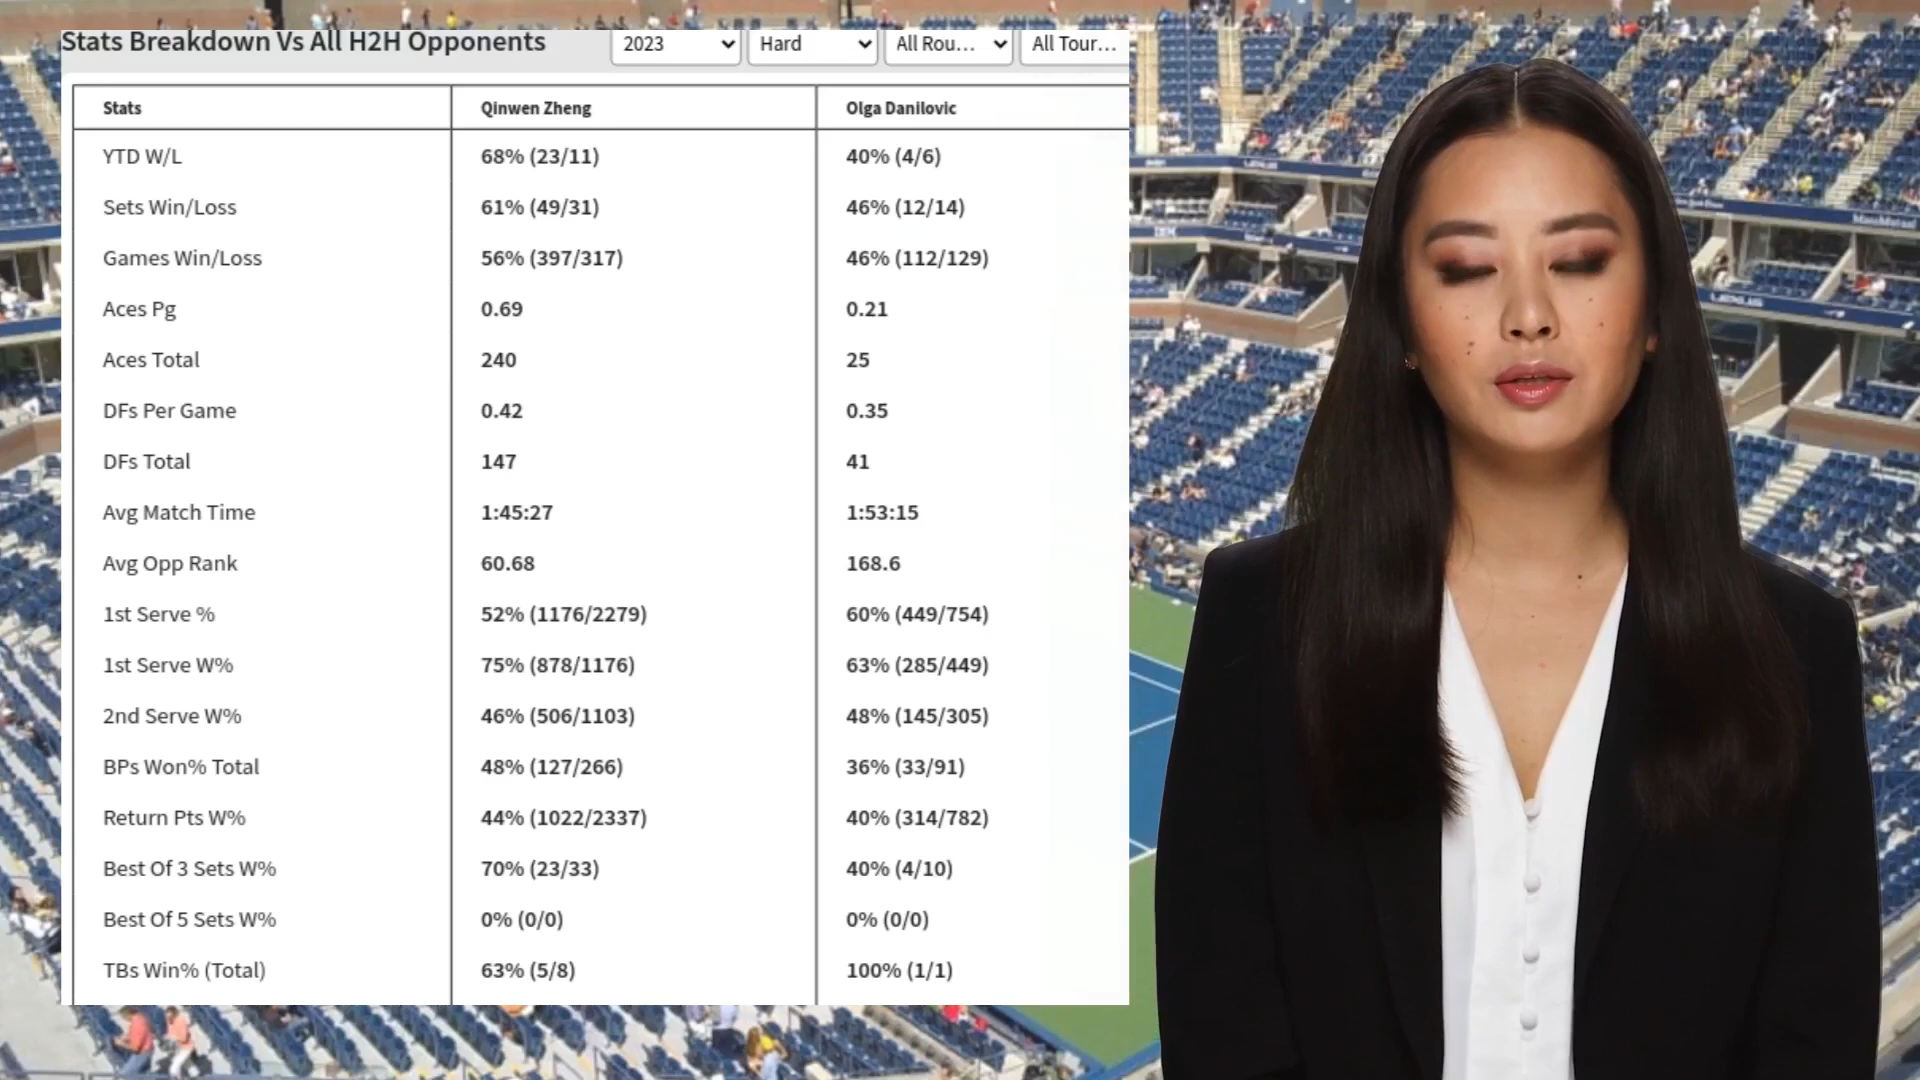 Stats Breakdown Vs All H2H Opponents 2023 Hard All Rou... All Tour...
Stats Qinwen Zheng Olga Danilovic
YTD W/L 68% (23/11) 40% (4/6)
Sets Win/Loss 61% (49/31) 46% (12/14)
Games Win/Loss 56% (397/317) 46% (112/129)
Aces Pg 0.69 0.21
Aces Total 240 25
DFs Per Game 0.42 0.35
DFs Total 147 41
Avg Match Time 1:45:27 1:53:15
Avg Opp Rank 60.68 168.6
1st Serve % 52% (1176/2279) 60% (449/754)
1st Serve W% 75% (878/1176) 63% (285/449)
2nd Serve W% 46% (506/1103) 48% (145/305)
BPs Won% Total 48% (127/266) 36% (33/91)
Return Pts W% 44% (1022/2337) 40% (314/782)
Best Of 3 Sets W% 70% (23/33) 40% (4/10)
Best Of 5 Sets W% 0% (0/0) 0% (0/0)
TBs Win% (Total) 63% (5/8) 100% (1/1)
IBM